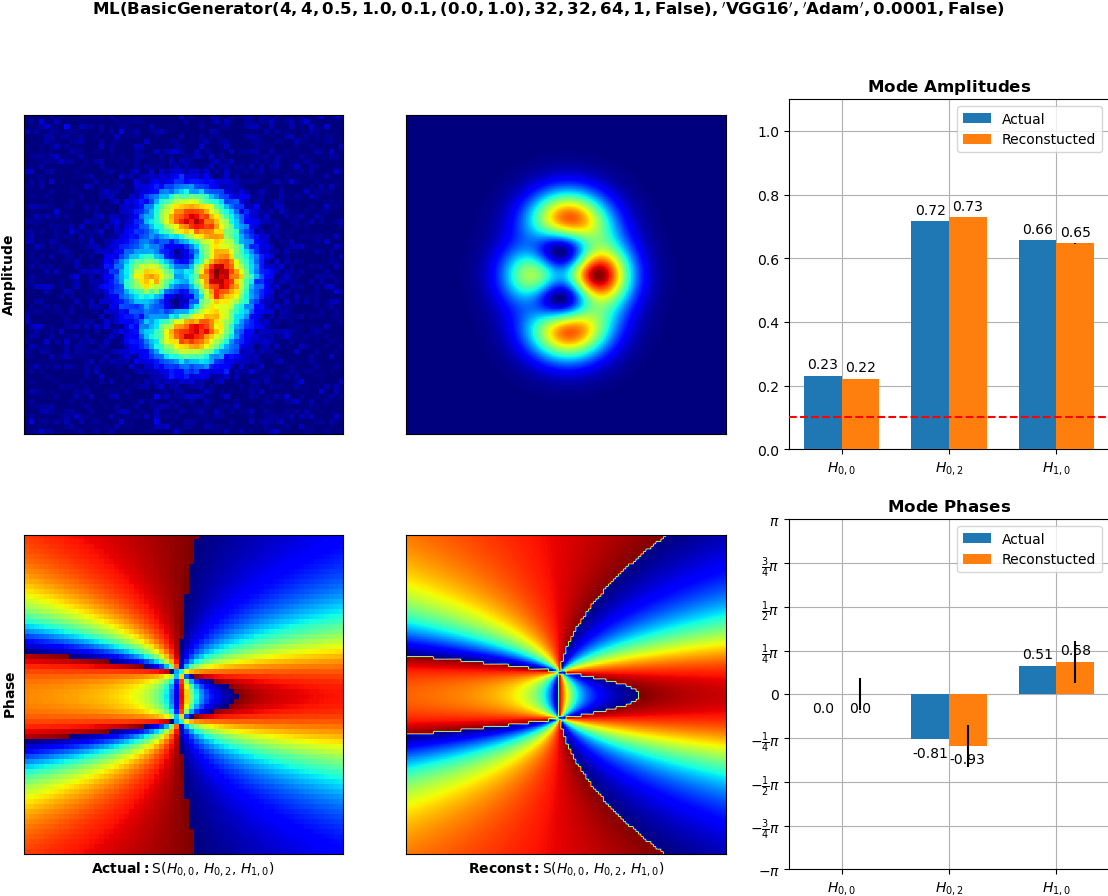 ML(BasicGenerator(4, 4, 0.5, 1.0, 0.1, (0.0, 1.0), 32, 32, 64, 1, False), 'VGG16', 'Adam', 0.0001, False)
Amplitude
Mode Amplitudes
Actual
Reconstucted
1.0
0.8
0.6
0.4
0.2
0.0
0.23 0.22
0.72 0.73
0.66 0.65
H0,0 H0,2 H1,0
Phase
Actual: S(H0,0, H0,2, H1,0)
Reconst: S(H0,0, H0,2, H1,0)
Mode Phases
Actual
Reconstucted
π
3/4π
1/2π
1/4π
0
−1/4π
−1/2π
−3/4π
−π
0.0 0.0
-0.81 -0.93
0.51 0.58
H0,0 H0,2 H1,0